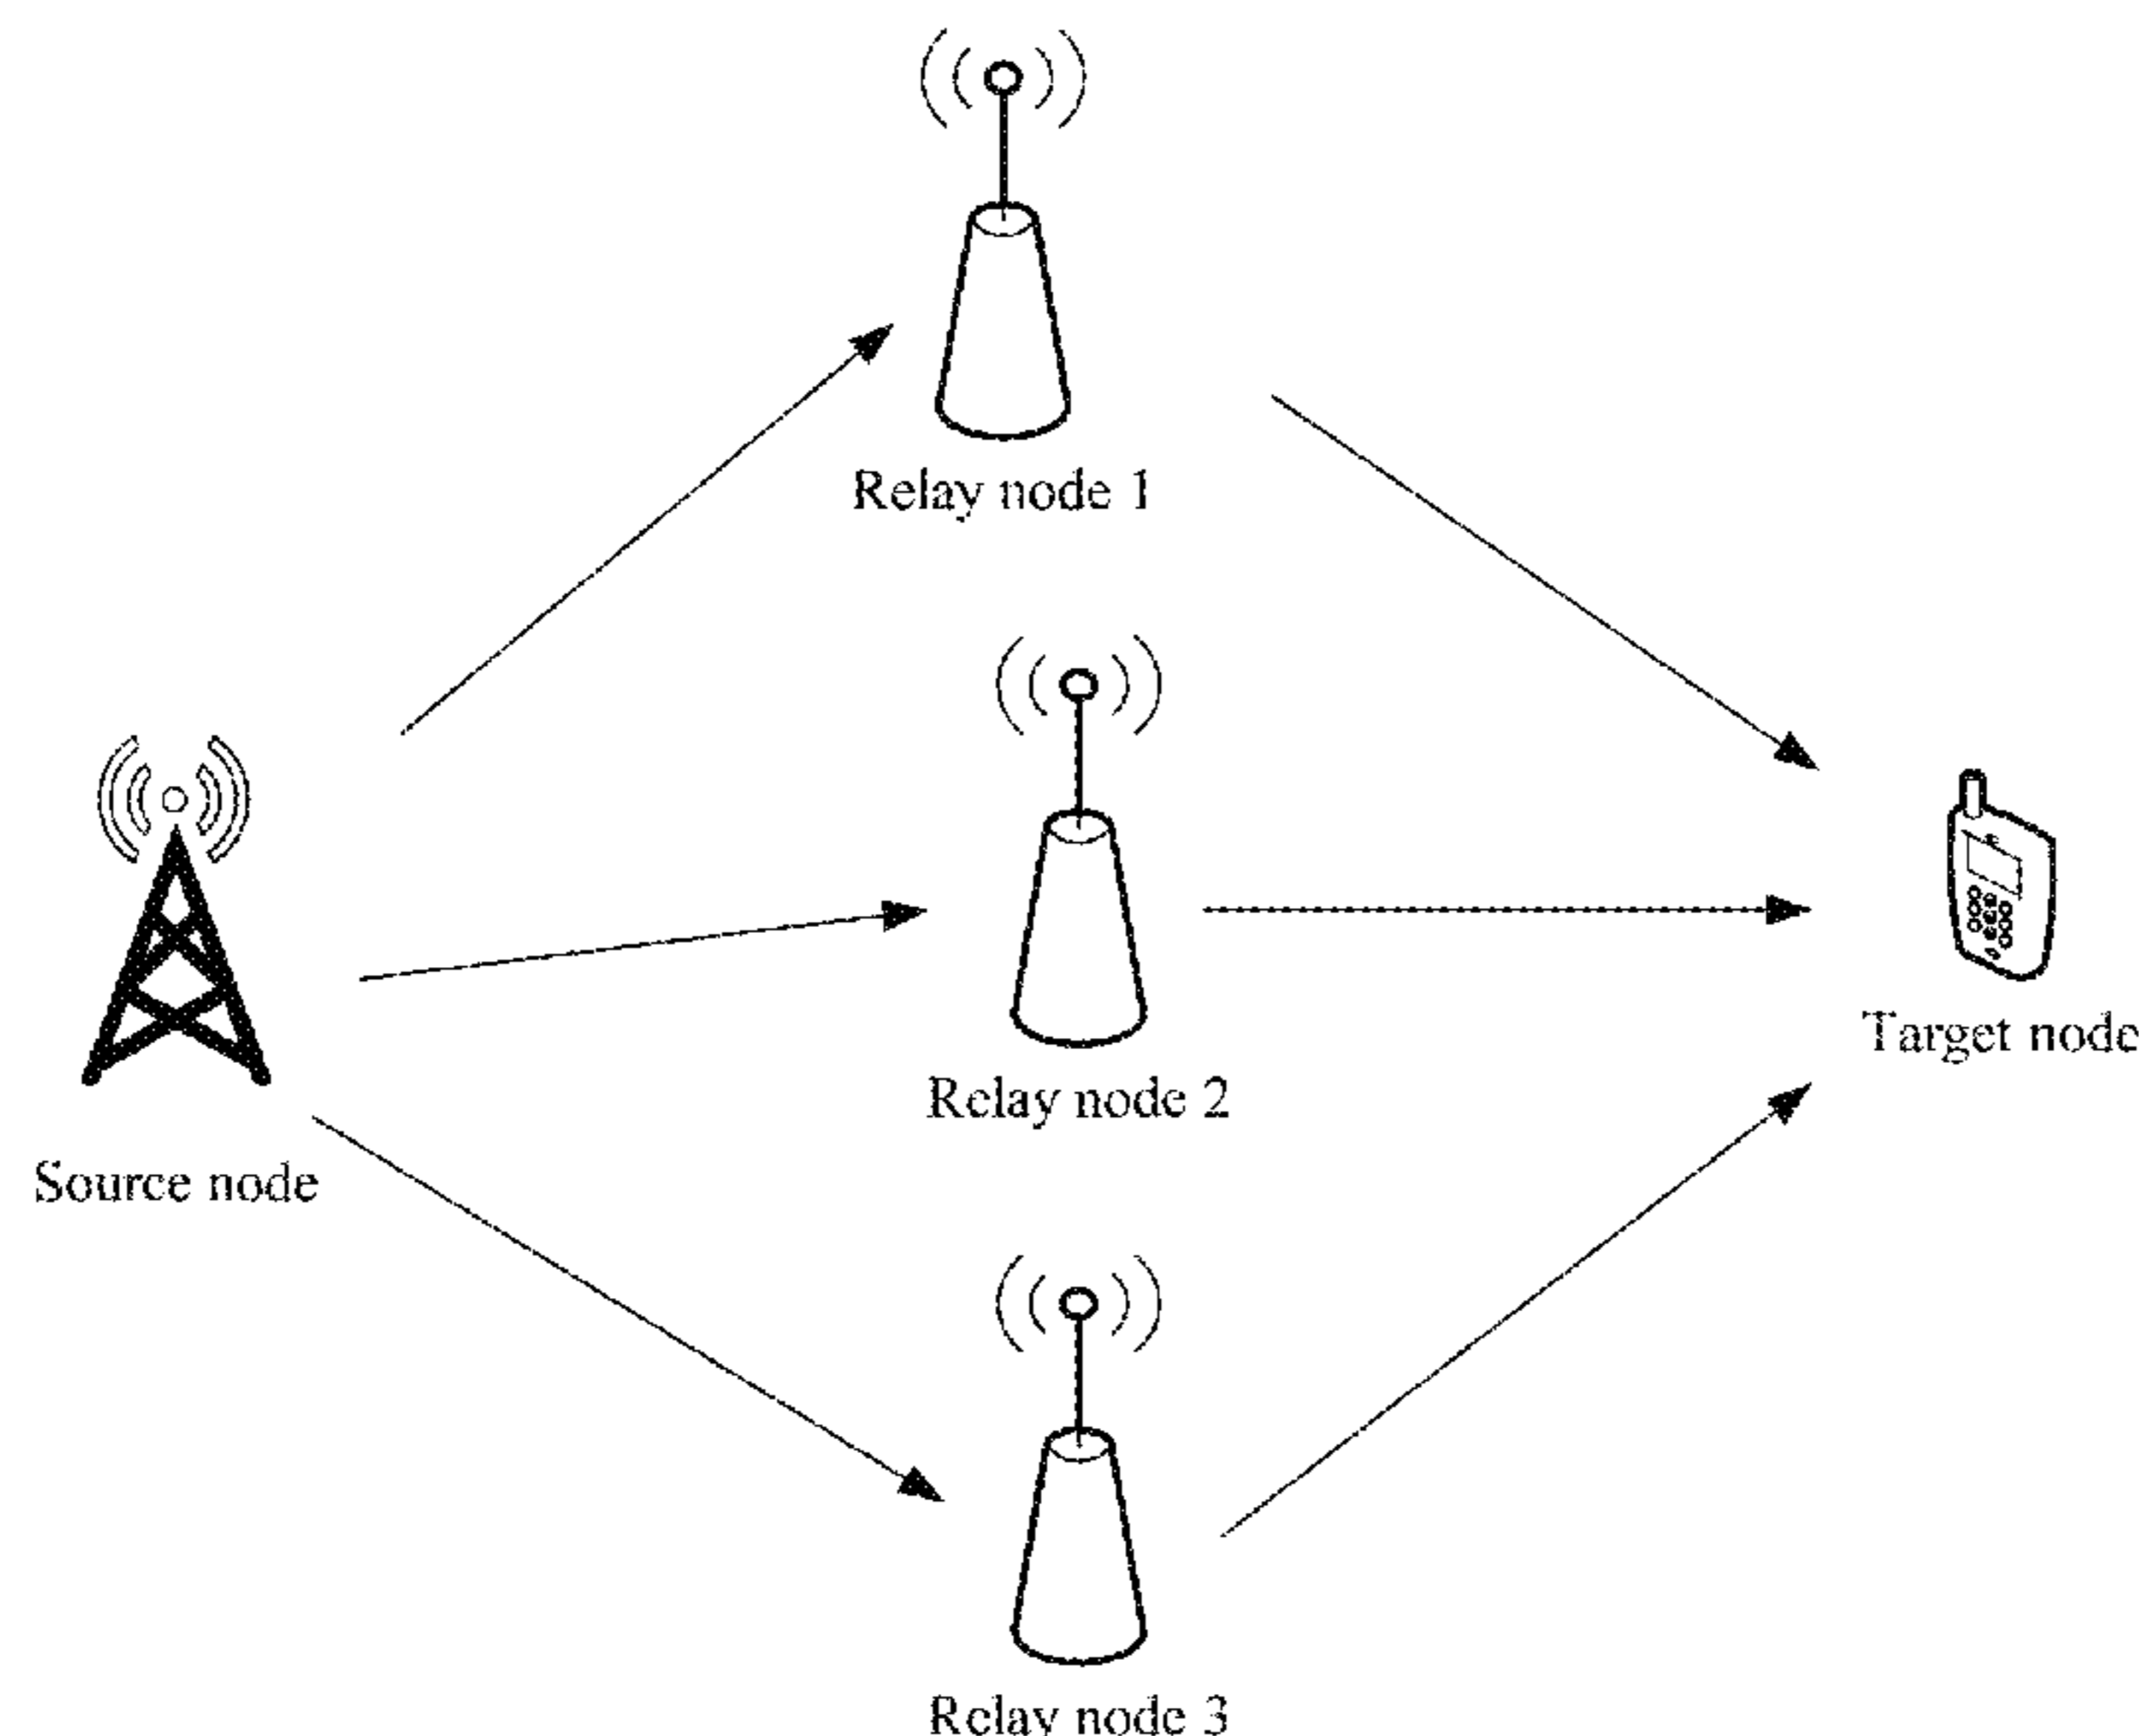 Relay node 1
Target node
Relay node 2
Source node
Relay node 3